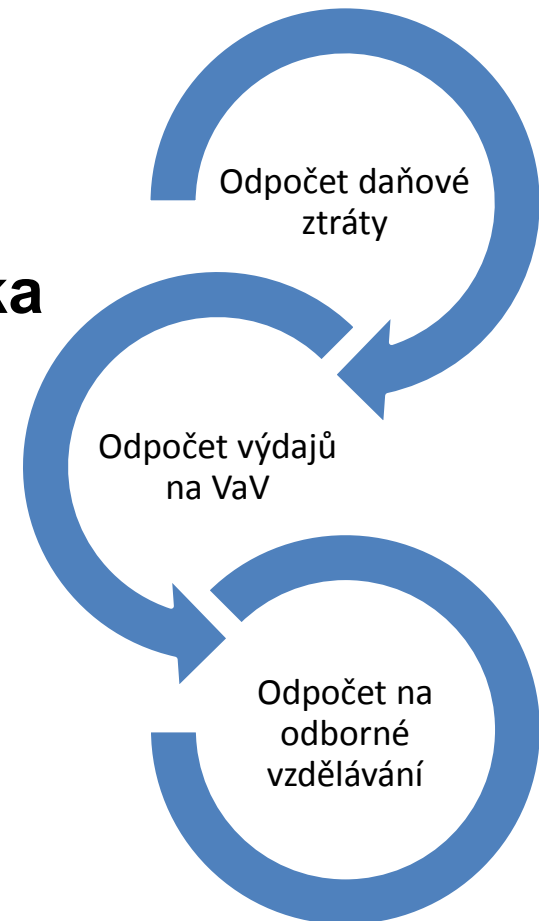 Odpočet daňové
ztráty
ka
Odpočet výdajů
na VaV
Odpočet na
odborné
vzdělávání